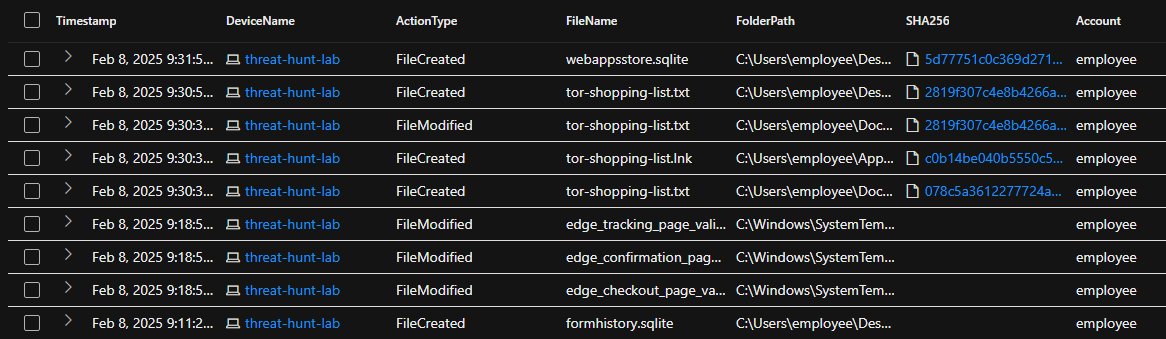 Timestamp DeviceName ActionType FileName FolderPath SHA256 Account
Feb 8, 2025 9:31:5... threat-hunt-lab FileCreated webappsstore.sqlite C:\Users\employee\Des... 5d77751c0c369d271... employee
Feb 8, 2025 9:30:5... threat-hunt-lab FileCreated tor-shopping-list.txt C:\Users\employee\Des... 2819f307c4e8b4266a... employee
Feb 8, 2025 9:30:3... threat-hunt-lab FileModified tor-shopping-list.txt C:\Users\employee\Doc... 2819f307c4e8b4266a... employee
Feb 8, 2025 9:30:3... threat-hunt-lab FileCreated tor-shopping-list.lnk C:\Users\employee\App... c0b14be040b5550c5... employee
Feb 8, 2025 9:30:3... threat-hunt-lab FileCreated tor-shopping-list.txt C:\Users\employee\Doc... 078c5a3612277724a... employee
Feb 8, 2025 9:18:5... threat-hunt-lab FileModified edge_tracking_page_vali... C:\Windows\SystemTem... employee
Feb 8, 2025 9:18:5... threat-hunt-lab FileModified edge_confirmation_pag... C:\Windows\SystemTem... employee
Feb 8, 2025 9:18:5... threat-hunt-lab FileModified edge_checkout_page_va... C:\Windows\SystemTem... employee
Feb 8, 2025 9:11:2... threat-hunt-lab FileCreated formhistory.sqlite C:\Users\employee\Des... employee